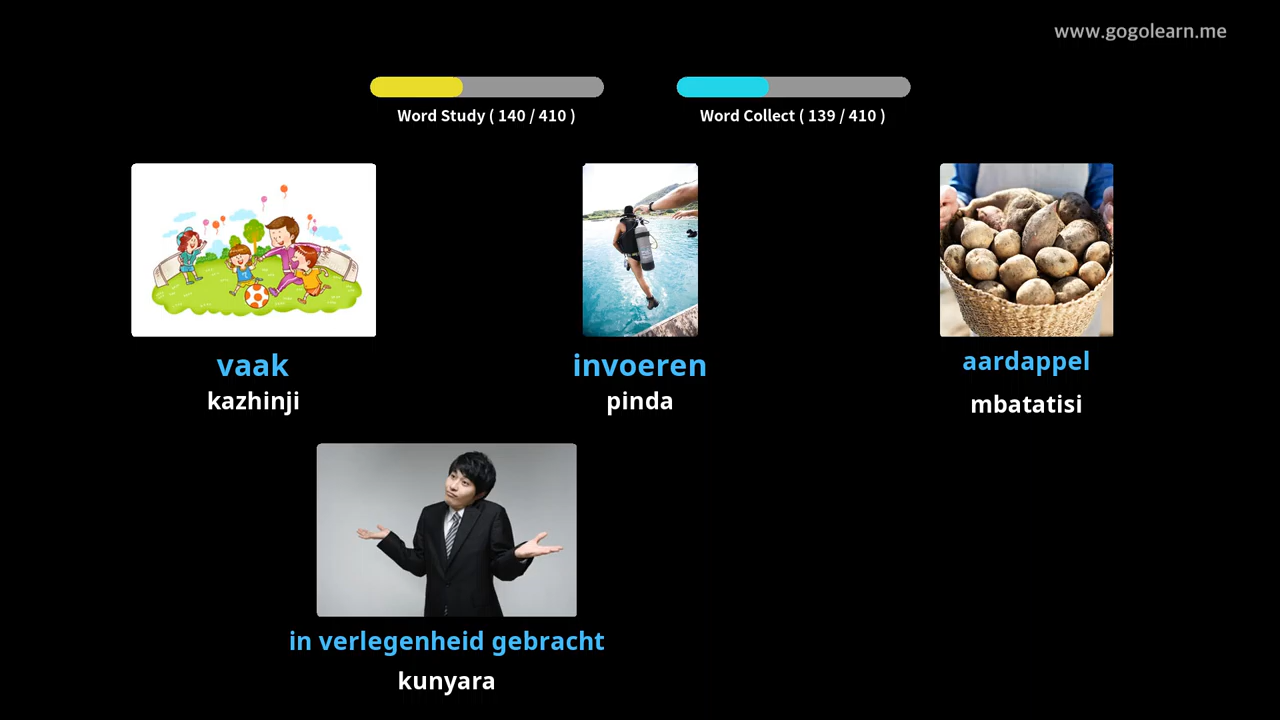 www.gogolearn.me
Word Study ( 140 / 410 )
Word Collect ( 139 / 410 )
vaak
kazhinji
invoeren
pinda
aardappel
mbatatisi
in verlegenheid gebracht
kunyara